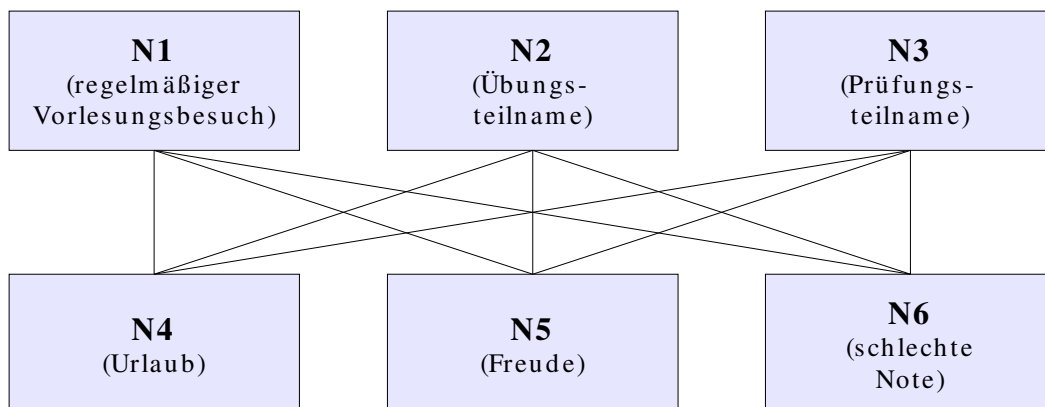 N1
(regelmäßiger
Vorlesungsbesuch)
N2
(Übungs-
teilname)
N3
(Prüfungs-
teilname)
N4
(Urlaub)
N5
(Freude)
N6
(schlechte
Note)